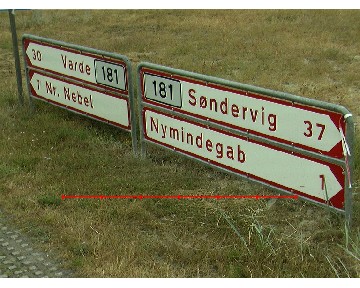 30 Varde 181
7 Nr. Nebel
181 Søndervig 37
Nymindegab 1